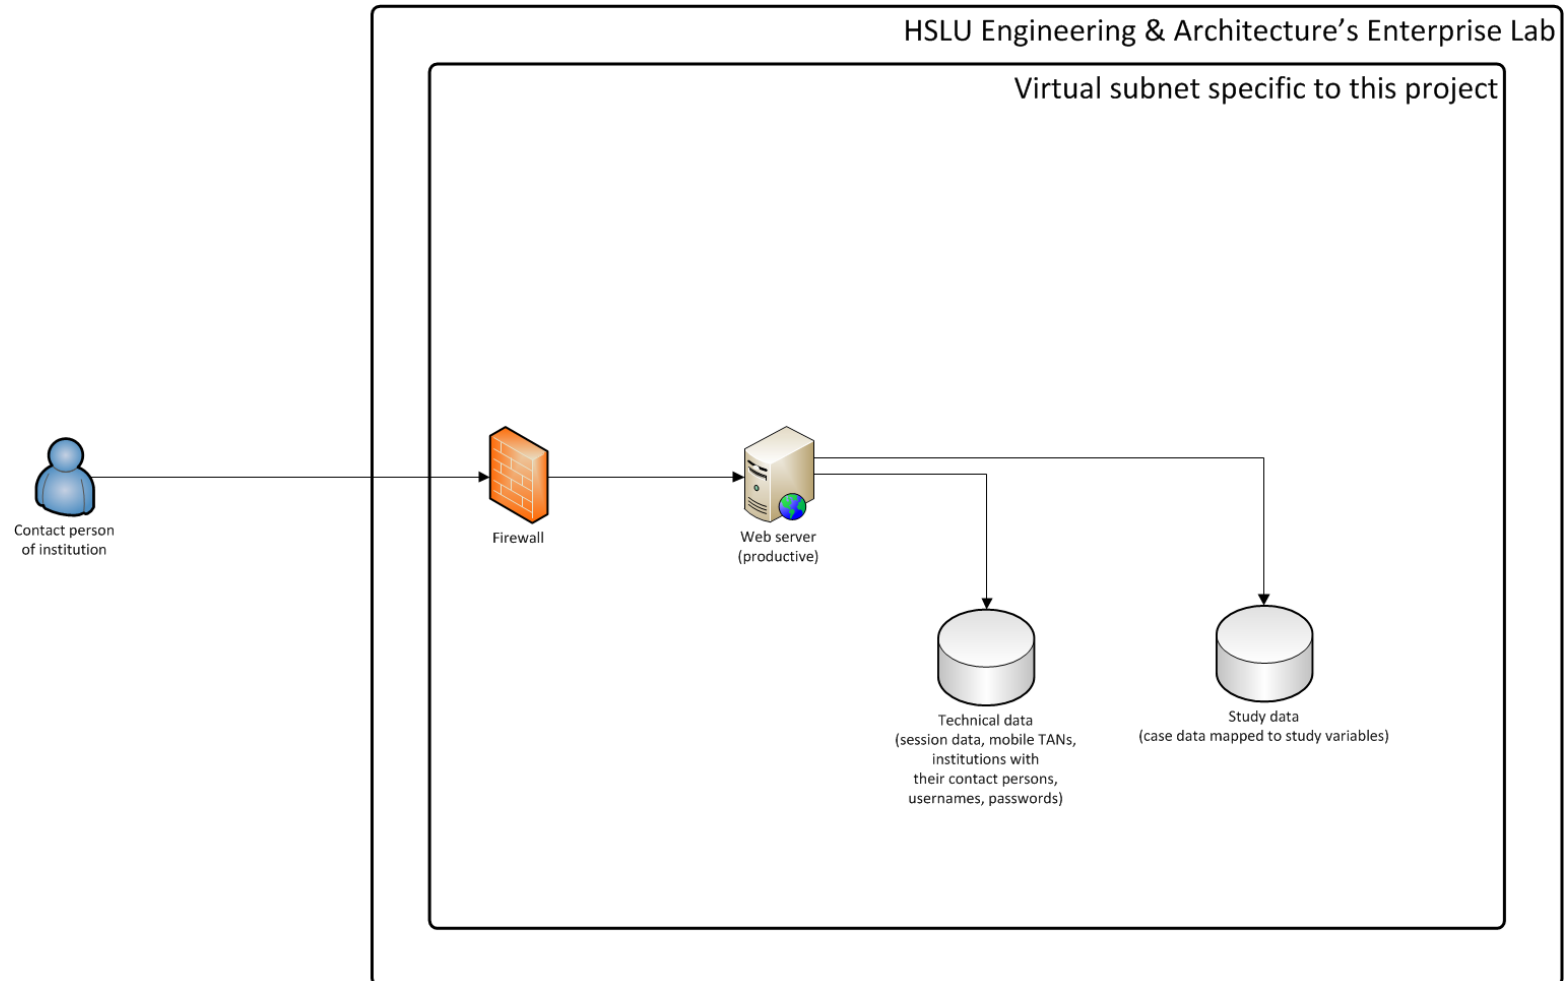 HSLU Engineering & Architecture's Enterprise Lab
Virtual subnet specific to this project
Contact person
of institution
Firewall
Web server
(productive)
Technical data
(session data, mobile TANs,
institutions with
their contact persons,
usernames, passwords)
Study data
(case data mapped to study variables)